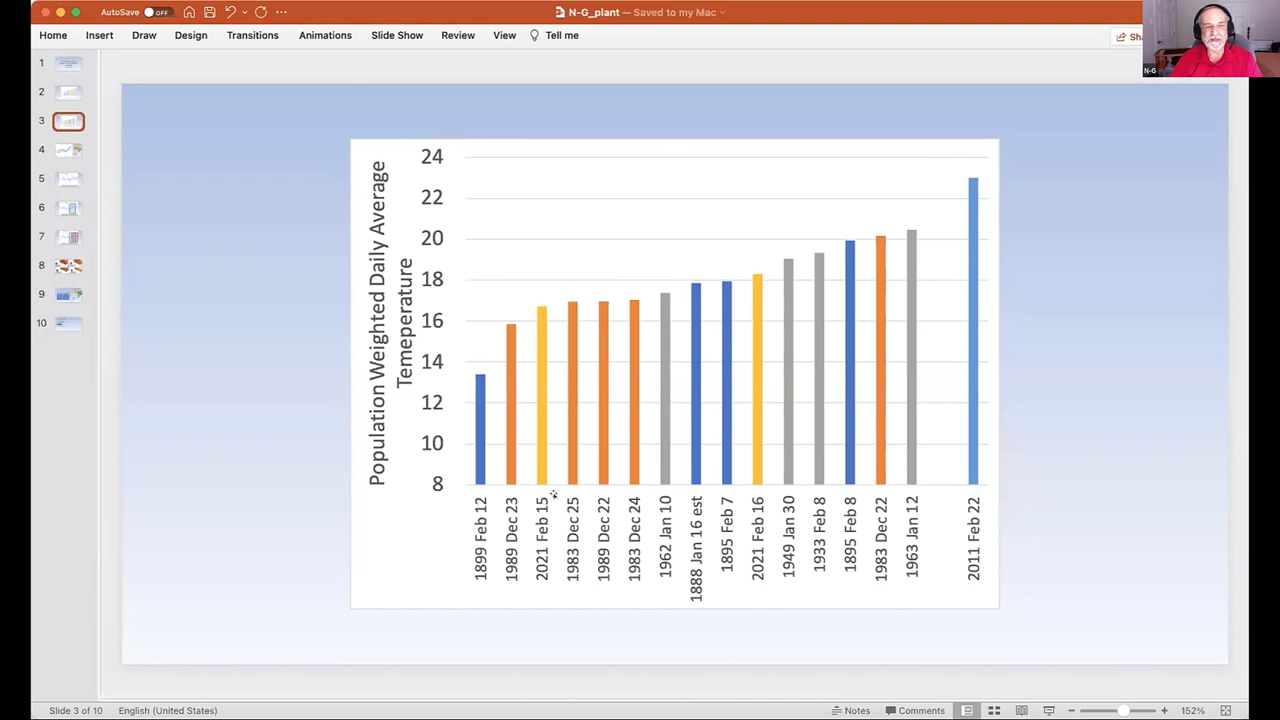 AutoSave OFF
N-G_plant — Saved to my Mac
Home Insert Draw Design Transitions Animations Slide Show Review View Tell me
N-G
1
2
3
4
5
6
7
8
9
10
Population Weighted Daily Average
Temeperature
24
22
20
18
16
14
12
10
8
1899 Feb 12
1989 Dec 23
2021 Feb 15
1983 Dec 25
1989 Dec 22
1983 Dec 24
1962 Jan 10
1888 Jan 16 est
1895 Feb 7
2021 Feb 16
1949 Jan 30
1933 Feb 8
1895 Feb 8
1983 Dec 22
1963 Jan 12
2011 Feb 22
Slide 3 of 10 English (United States) Notes Comments 152%